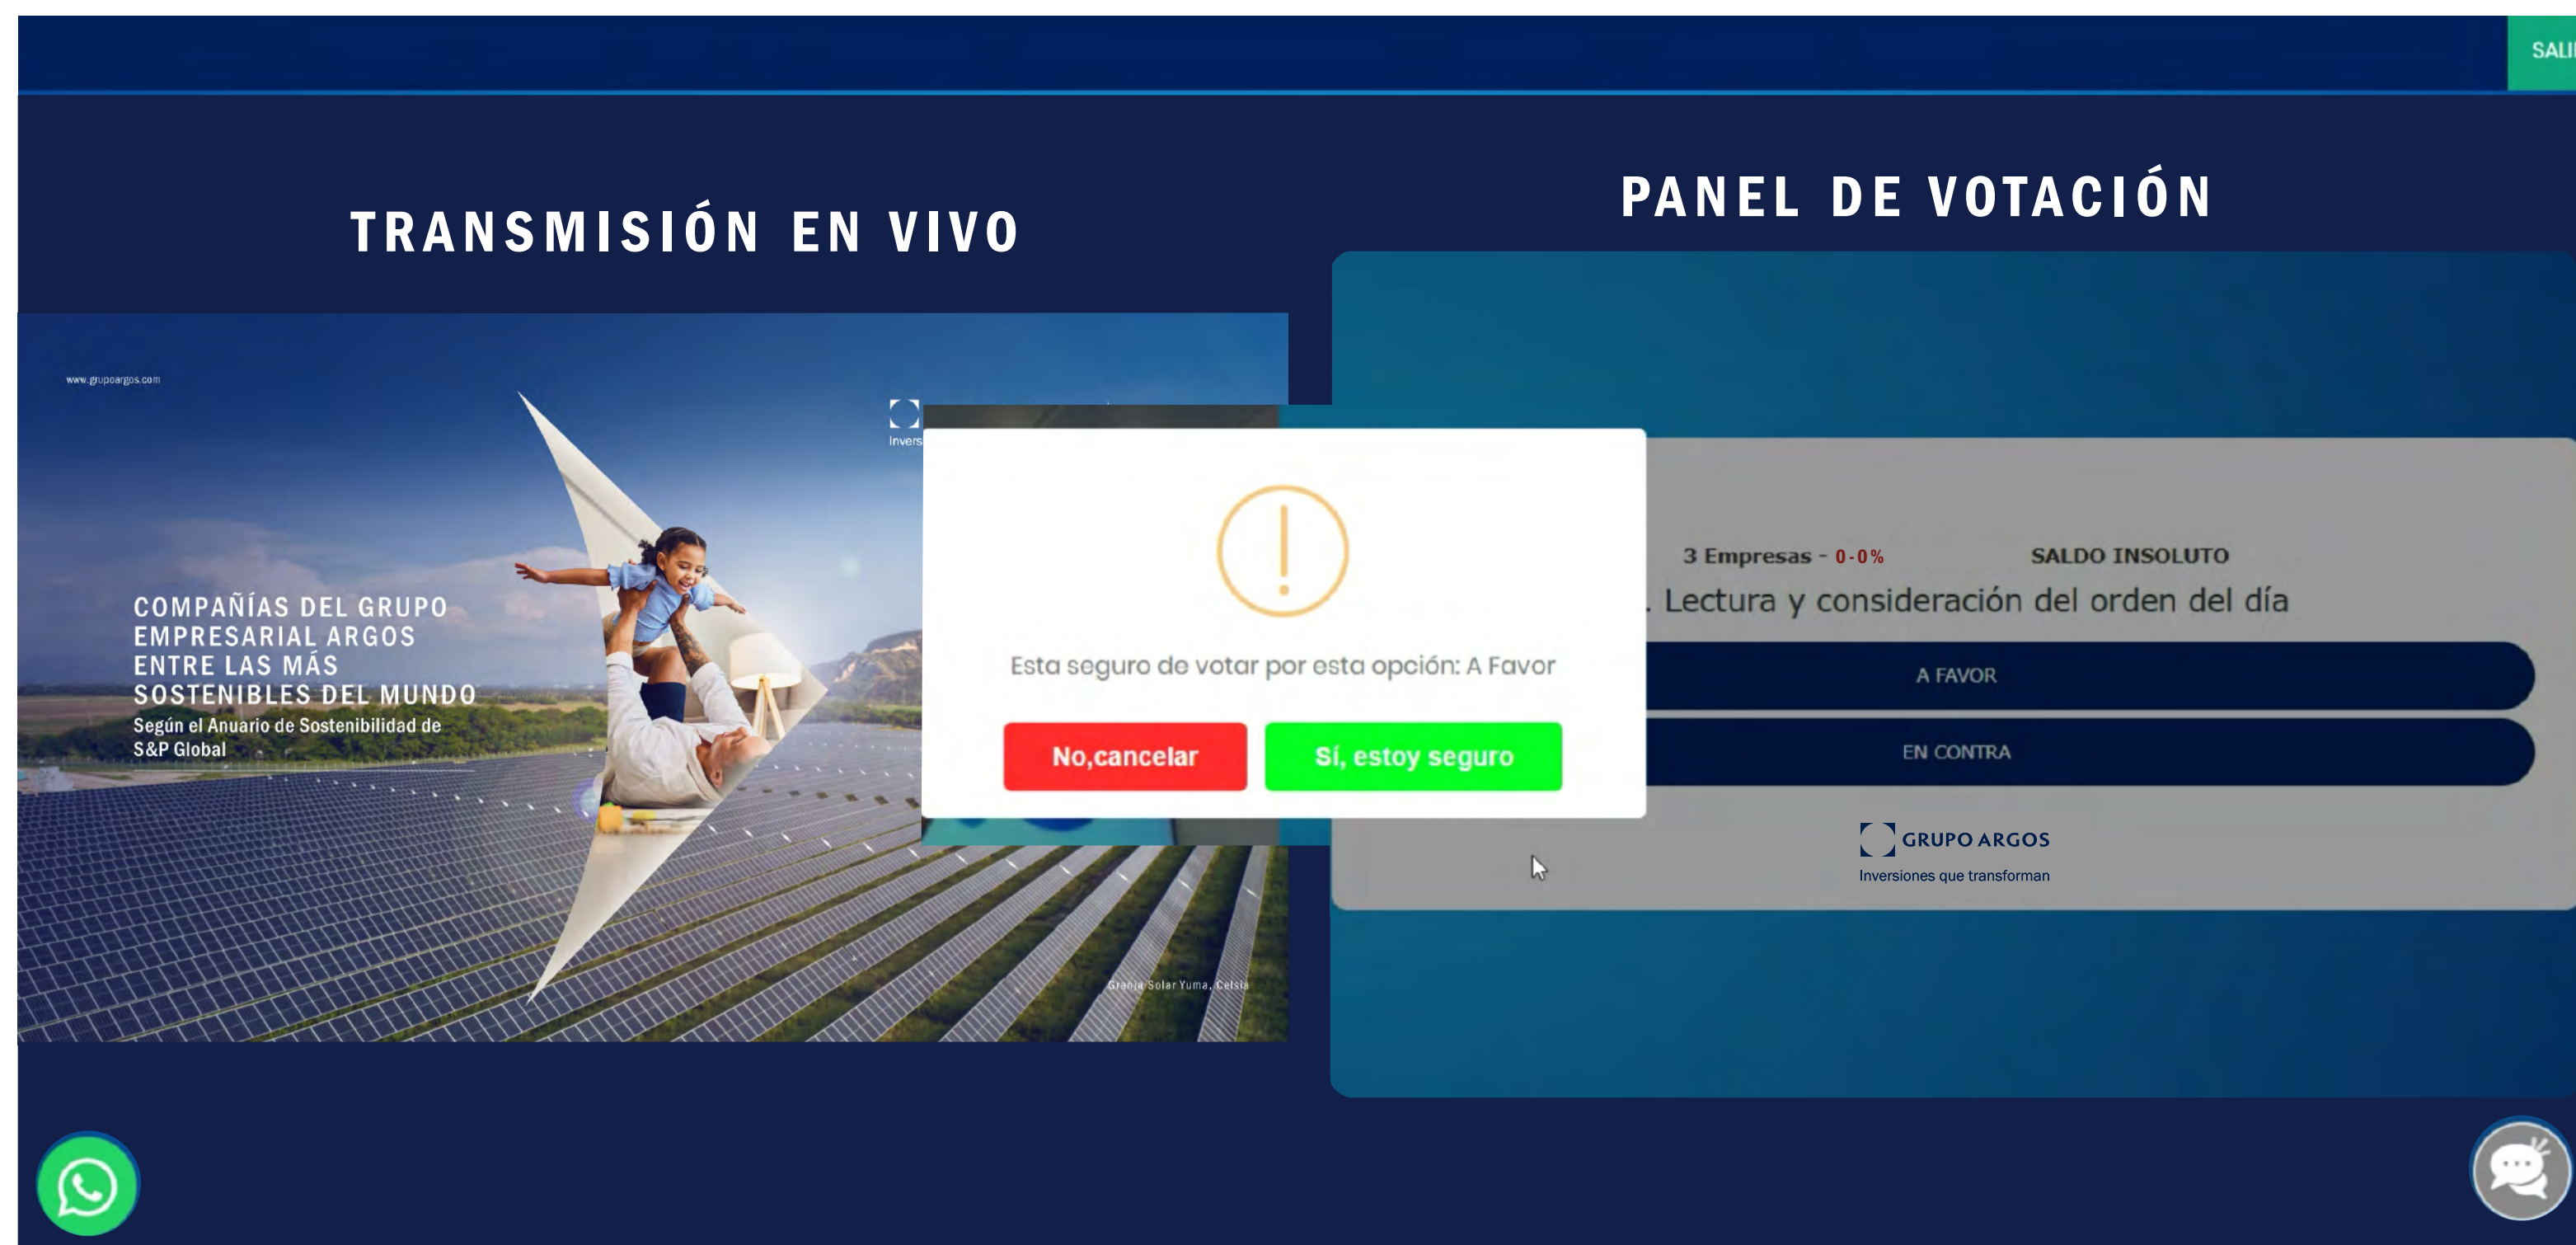 SALI
TRANSMISIÓN EN VIVO
PANEL DE VOTACIÓN
www.grupoargos.com
Invers
COMPAÑÍAS DEL GRUPO
EMPRESARIAL ARGOS
ENTRE LAS MÁS
SOSTENIBLES DEL MUNDO
Según el Anuario de Sostenibilidad de
S&P Global
Granja Solar Yuma, Celsia
Esta seguro de votar por esta opción: A Favor
No,cancelar
Sí, estoy seguro
3 Empresas - 0-0%
SALDO INSOLUTO
. Lectura y consideración del orden del día
A FAVOR
EN CONTRA
GRUPO ARGOS
Inversiones que transforman